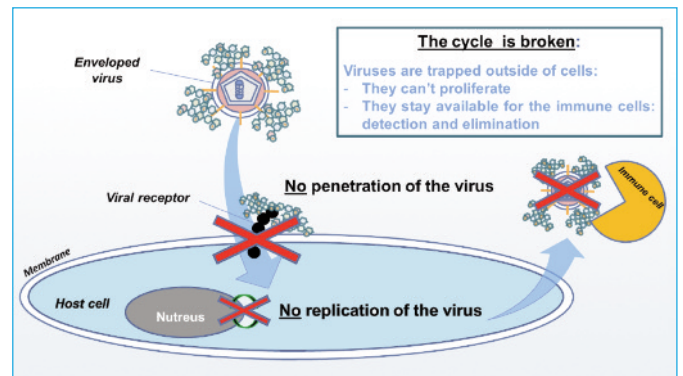 Enveloped
virus
The cycle is broken:
Viruses are trapped outside of cells:
- They can't proliferate
- They stay available for the immune cells:
detection and elimination
No penetration of the virus
Viral receptor
Immune cell
Membrane
Host cell
Nutreus
No replication of the virus